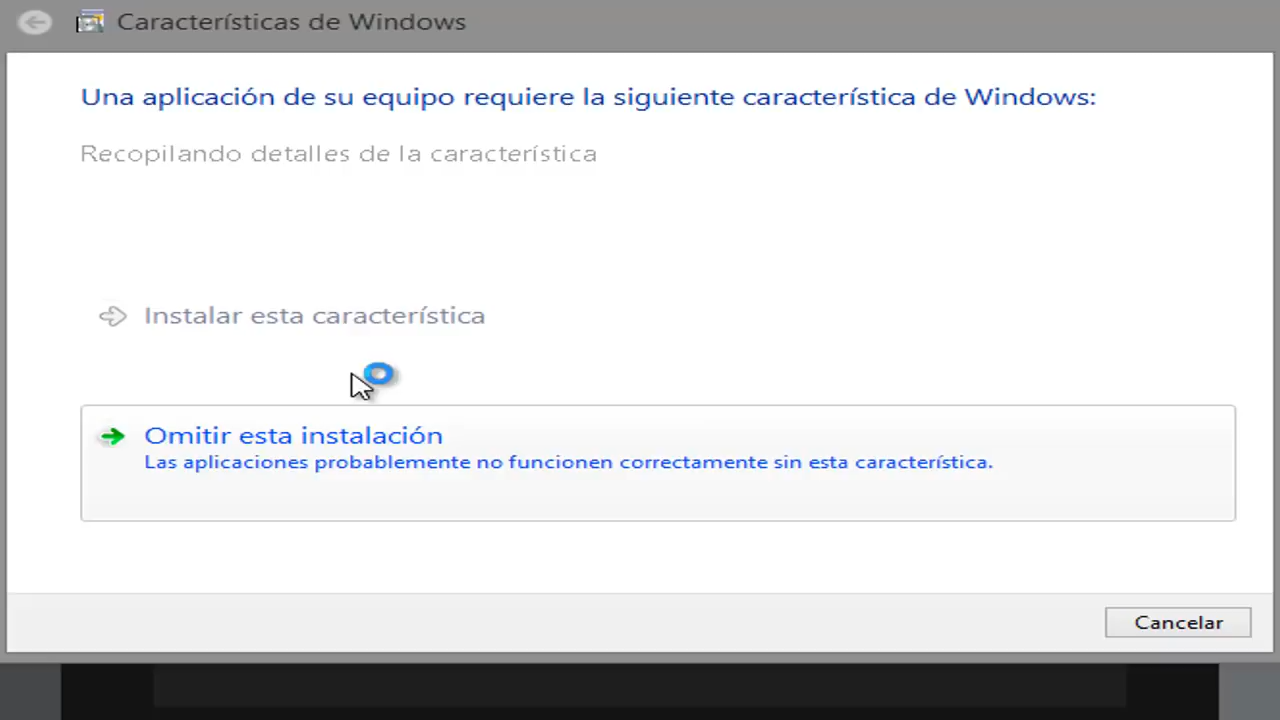 Características de Windows
Una aplicación de su equipo requiere la siguiente característica de Windows:
Recopilando detalles de la característica
Instalar esta característica
Omitir esta instalación
Las aplicaciones probablemente no funcionen correctamente sin esta característica.
Cancelar